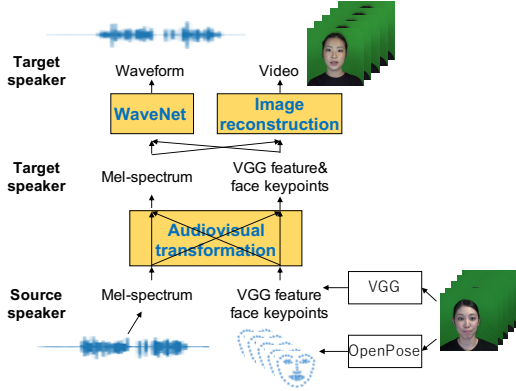 Target
speaker
Waveform
Video
WaveNet
Image
reconstruction
Target
speaker
Mel-spectrum
VGG feature&
face keypoints
Audiovisual
transformation
Source
speaker
Mel-spectrum
VGG feature
face keypoints
VGG
OpenPose